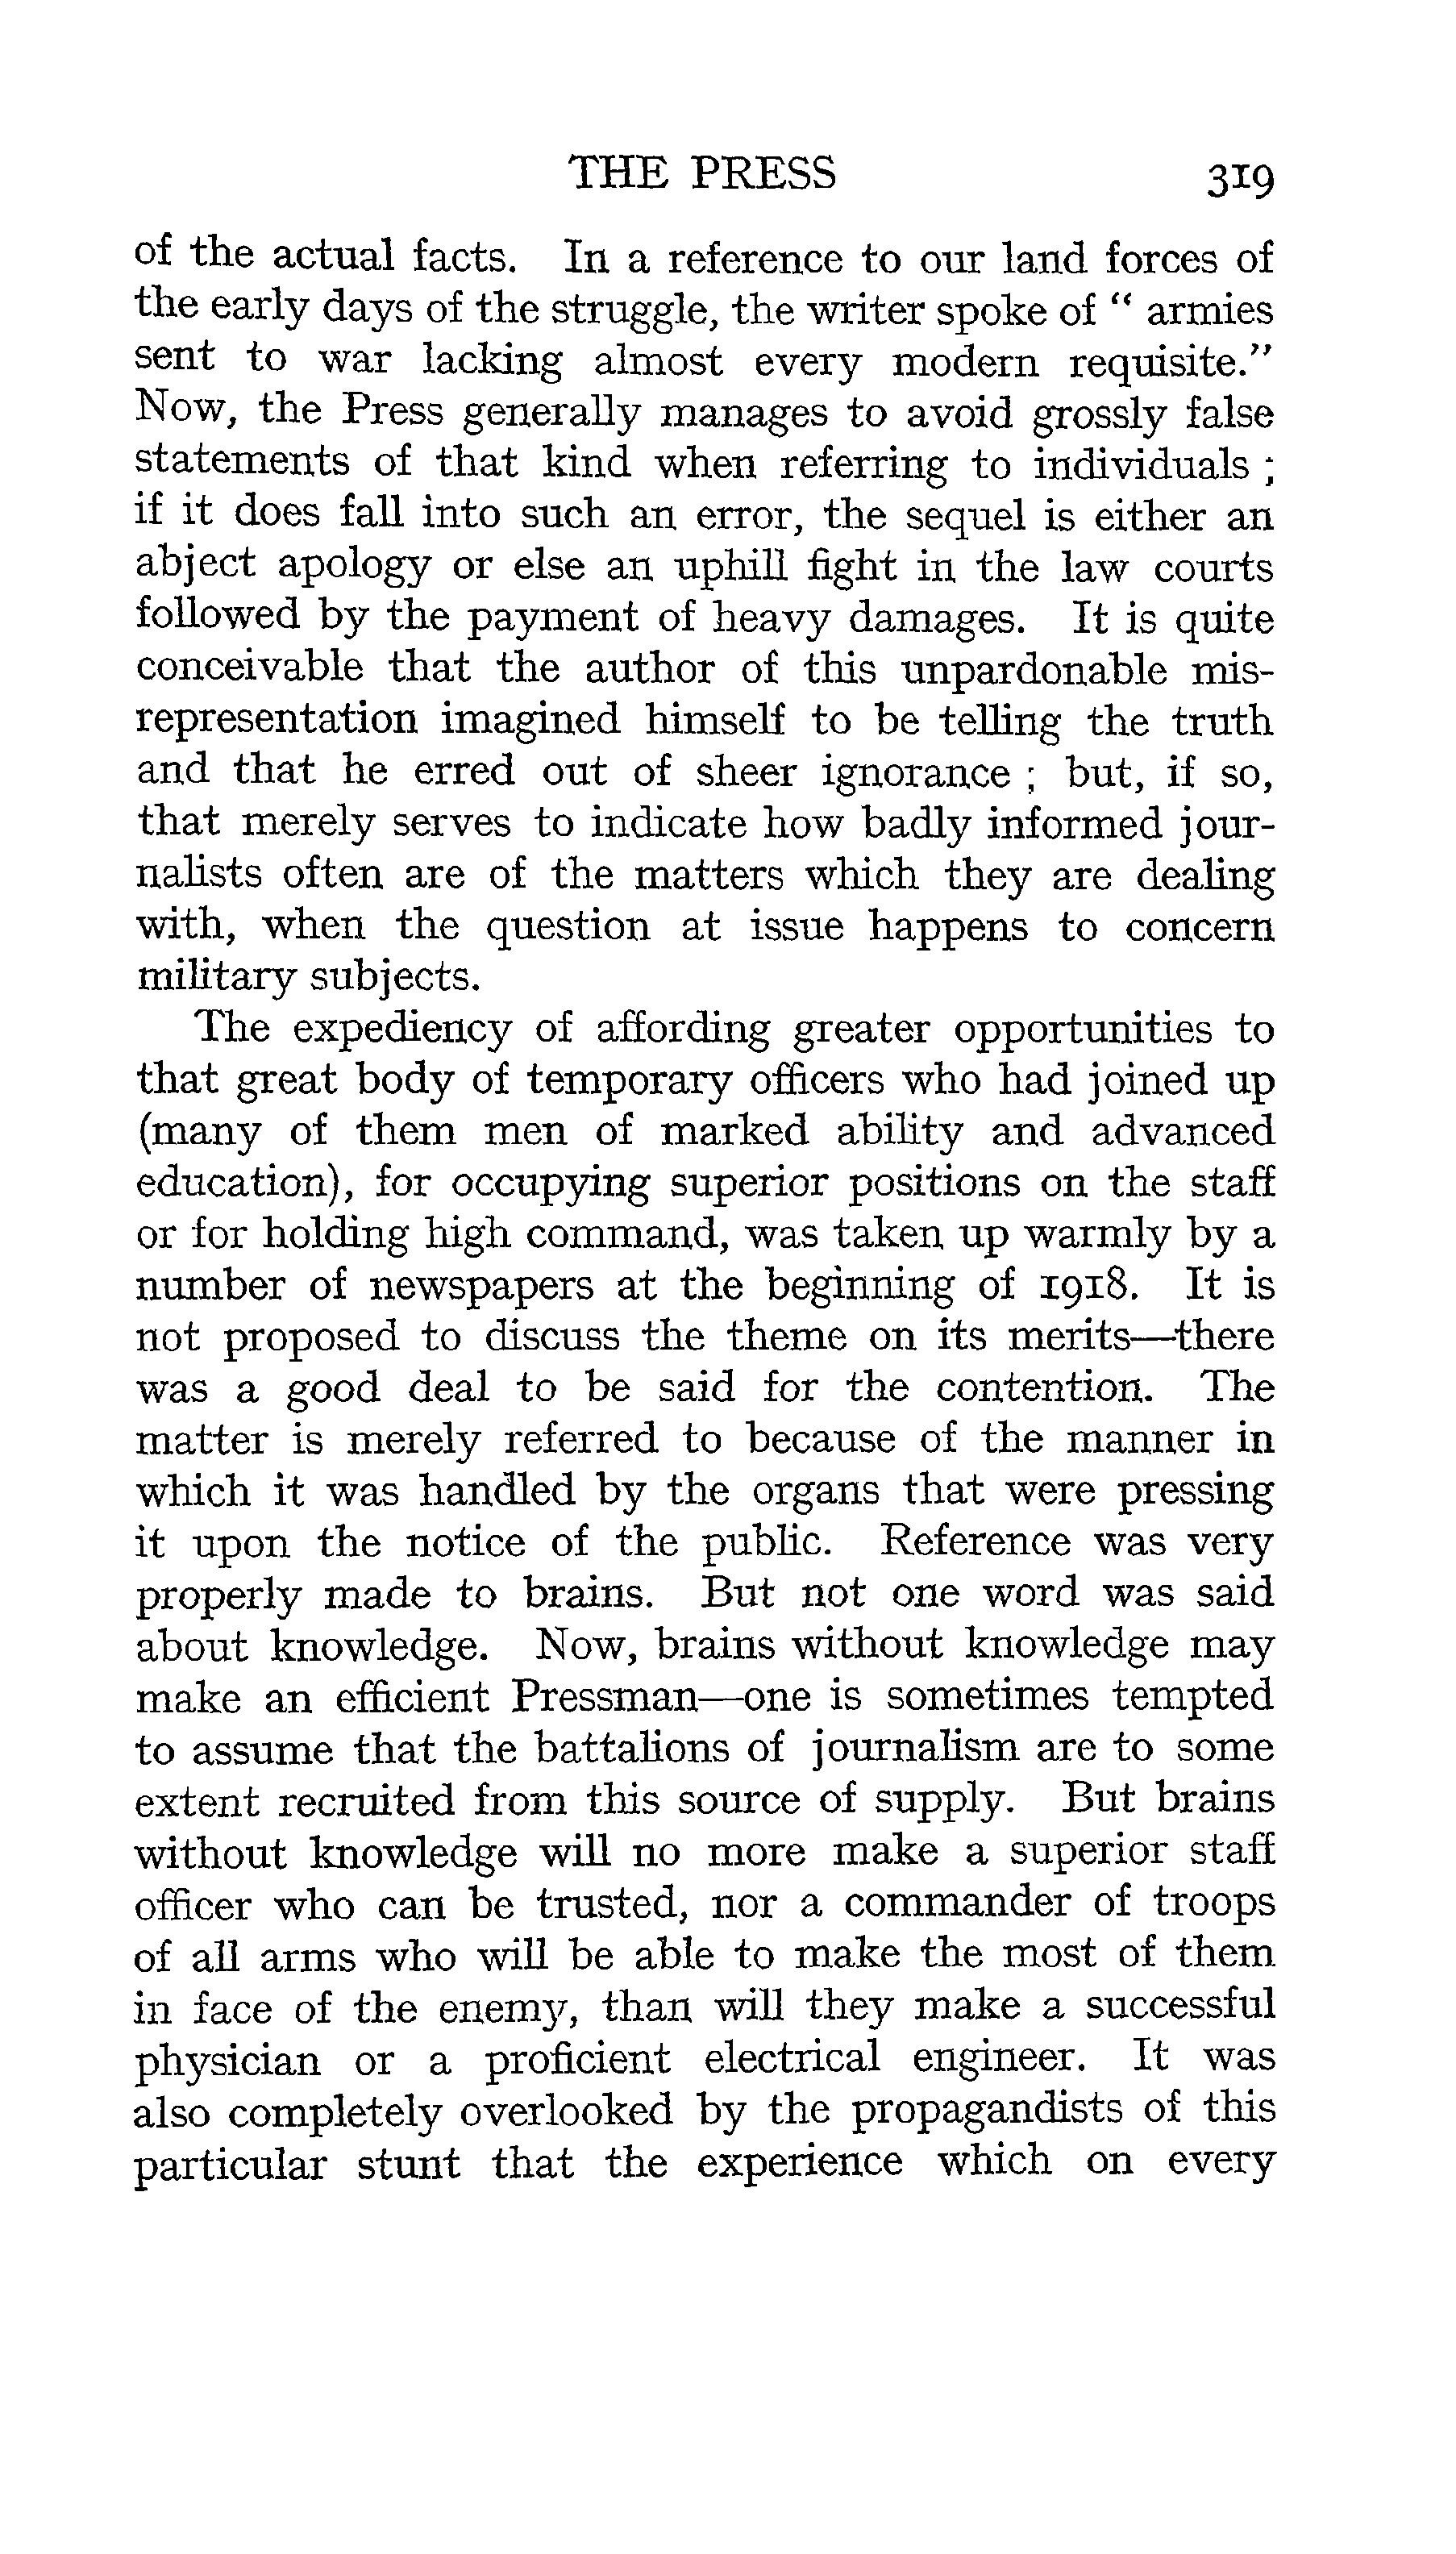 THE PRESS 319
of the actual facts. In a reference to our land forces of
the early days of the struggle, the writer spoke of “ armies
sent to war lacking almost every modern requisite.”
Now, the Press generally manages to avoid grossly false
statements of that kind when referring to individuals ;
if it does fall into such an error, the sequel is either an
abject apology or else an uphill fight in the law courts
followed by the payment of heavy damages. It is quite
conceivable that the author of this unpardonable mis-
representation imagined himself to be telling the truth
and that he erred out of sheer ignorance ; but, if so,
that merely serves to indicate how badly informed jour-
nalists often are of the matters which they are dealing
with, when the question at issue happens to concern
military subjects.
The expediency of affording greater opportunities to
that great body of temporary officers who had joined up
(many of them men of marked ability and advanced
education), for occupying superior positions on the staff
or for holding high command, was taken up warmly by a
number of newspapers at the beginning of 1918. It is
not proposed to discuss the theme on its merits—there
was a good deal to be said for the contention. The
matter is merely referred to because of the manner in
which it was handled by the organs that were pressing
it upon the notice of the public. Reference was very
properly made to brains. But not one word was said
about knowledge. Now, brains without knowledge may
make an efficient Pressman—one is sometimes tempted
to assume that the battalions of journalism are to some
extent recruited from this source of supply. But brains
without knowledge will no more make a superior staff
officer who can be trusted, nor a commander of troops
of all arms who will be able to make the most of them
in face of the enemy, than will they make a successful
physician or a proficient electrical engineer. It was
also completely overlooked by the propagandists of this
particular stunt that the experience which on every